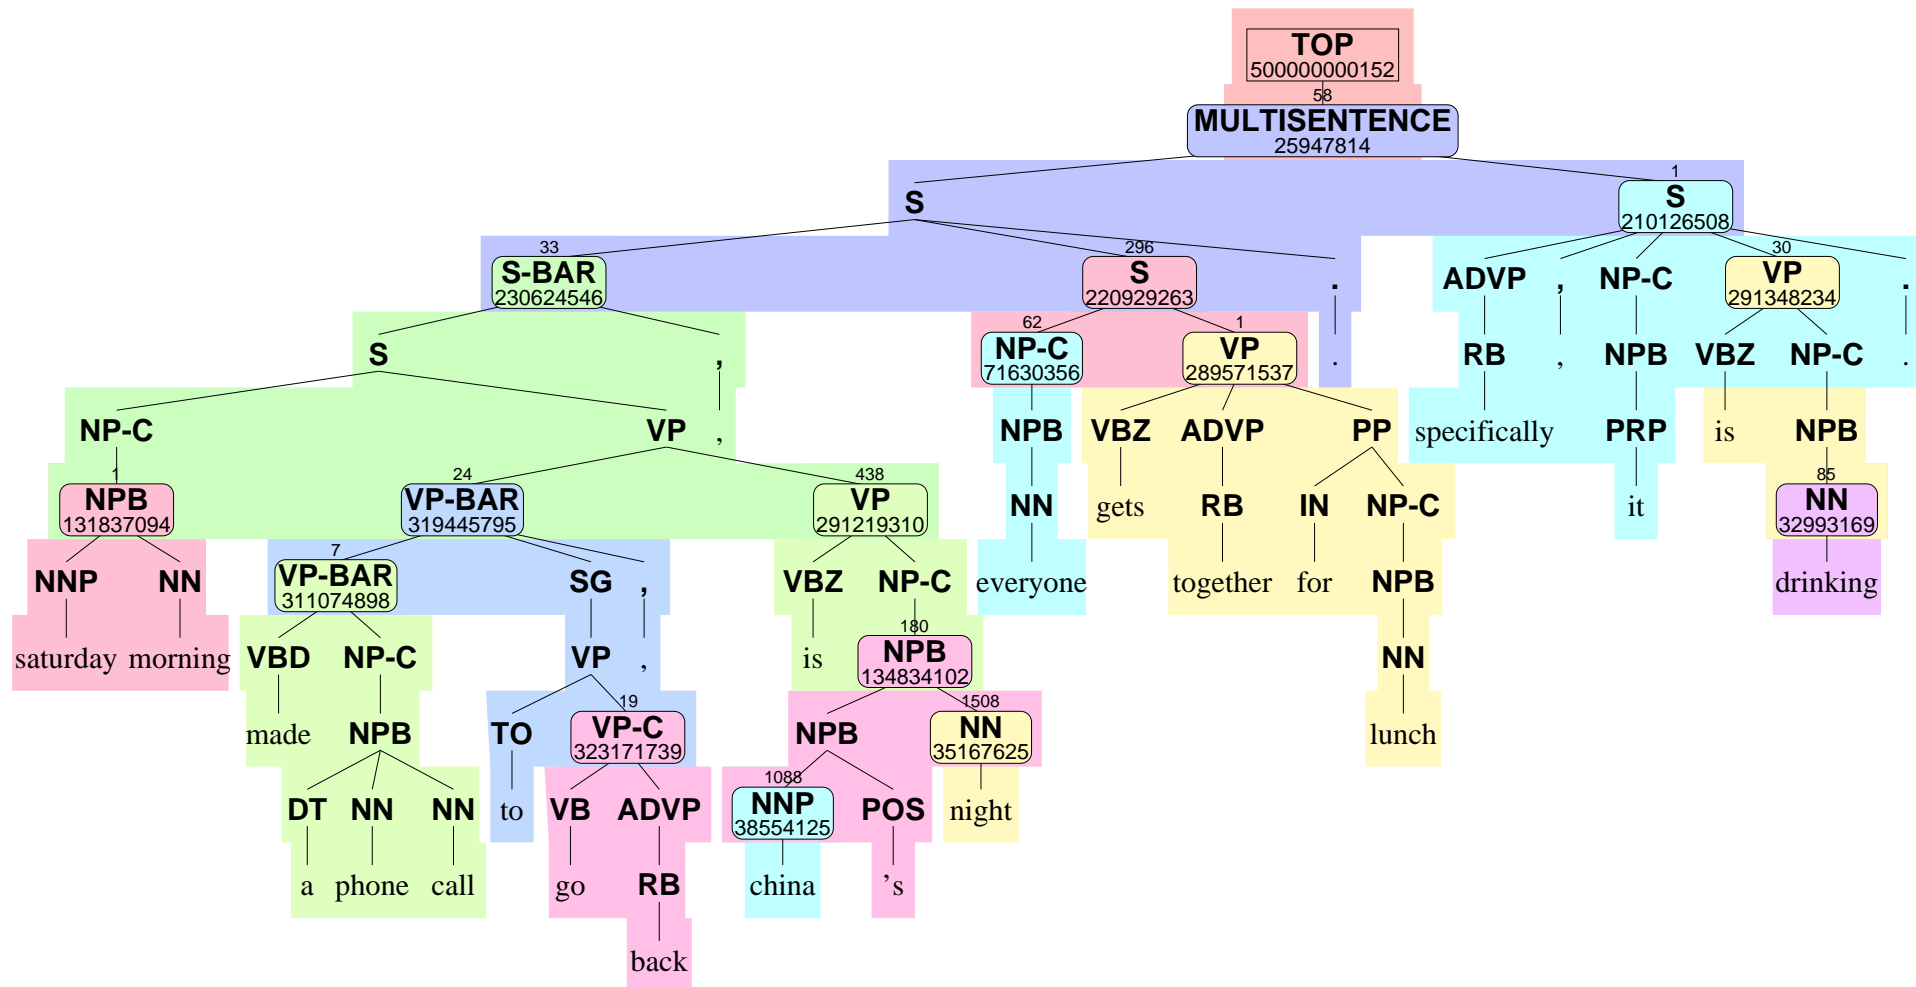 TOP
500000000152
58
MULTISENTENCE
25947814
S
1
S
210126508
33
S-BAR
230624546
296
S
220929263
.
ADVP , NP-C
30
VP
291348234
.
S ,
62
NP-C
71630356
1
VP
289571537
.
RB , NPB VBZ NP-C .
NP-C VP , NPB VBZ ADVP PP specifically PRP is NPB
1
NPB
131837094
24
VP-BAR
319445795
438
VP
291219310
NN gets RB IN NP-C it
85
NN
32993169
NNP NN
7
VP-BAR
311074898
SG , VBZ NP-C everyone together for NPB drinking
saturday morning VBD NP-C VP , is
180
NPB
134834102
NN
made NPB TO
19
VP-C
323171739
NPB
1508
NN
35167625
lunch
DT NN NN to VB ADVP
1088
NNP
38554125
POS night
a phone call go RB china ’s
back